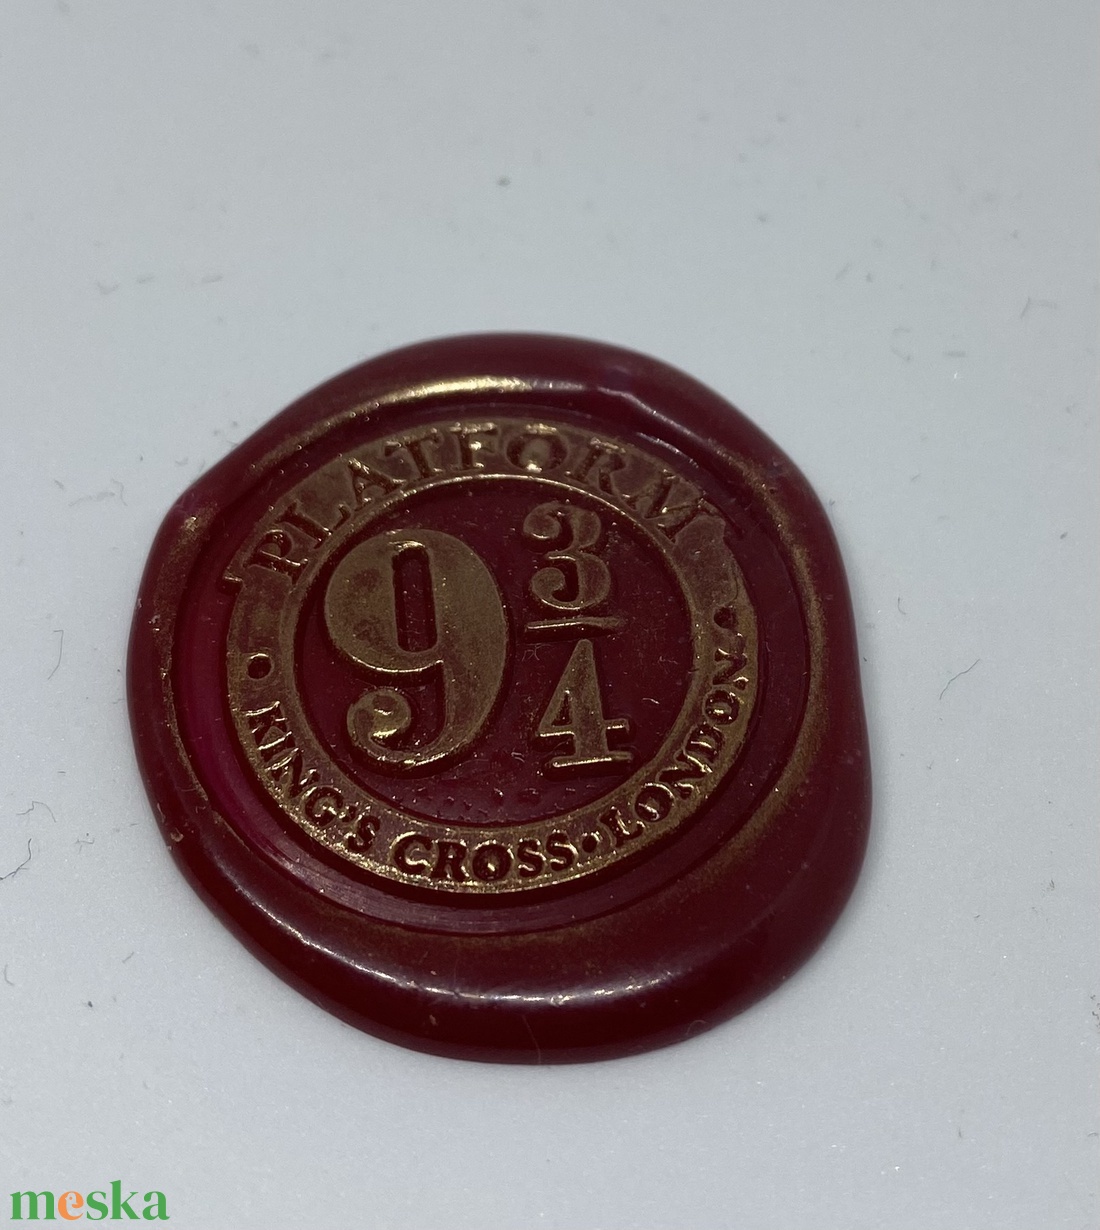 PLATFORM
9 3/4
KING'S CROSS•LONDON
meska